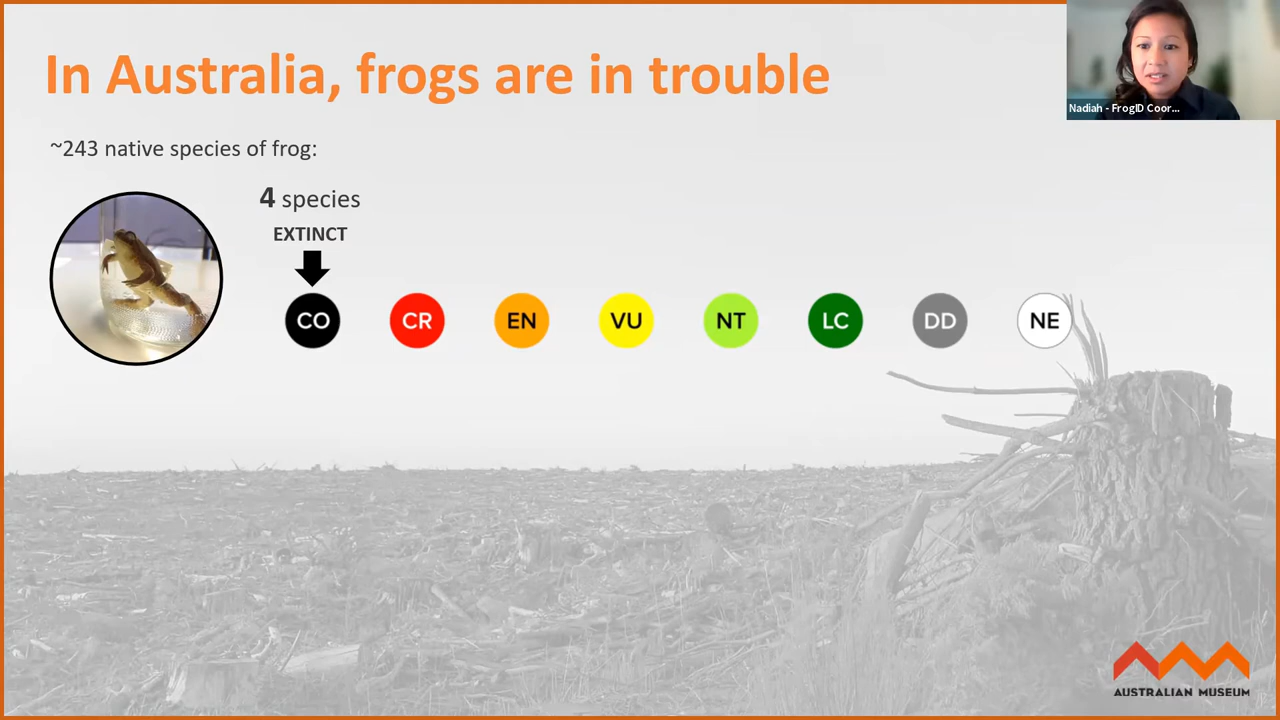 In Australia, frogs are in trouble
Nadiah - FrogID Coor...
~243 native species of frog:
4 species
EXTINCT
CO CR EN VU NT LC DD NE
AUSTRALIAN MUSEUM